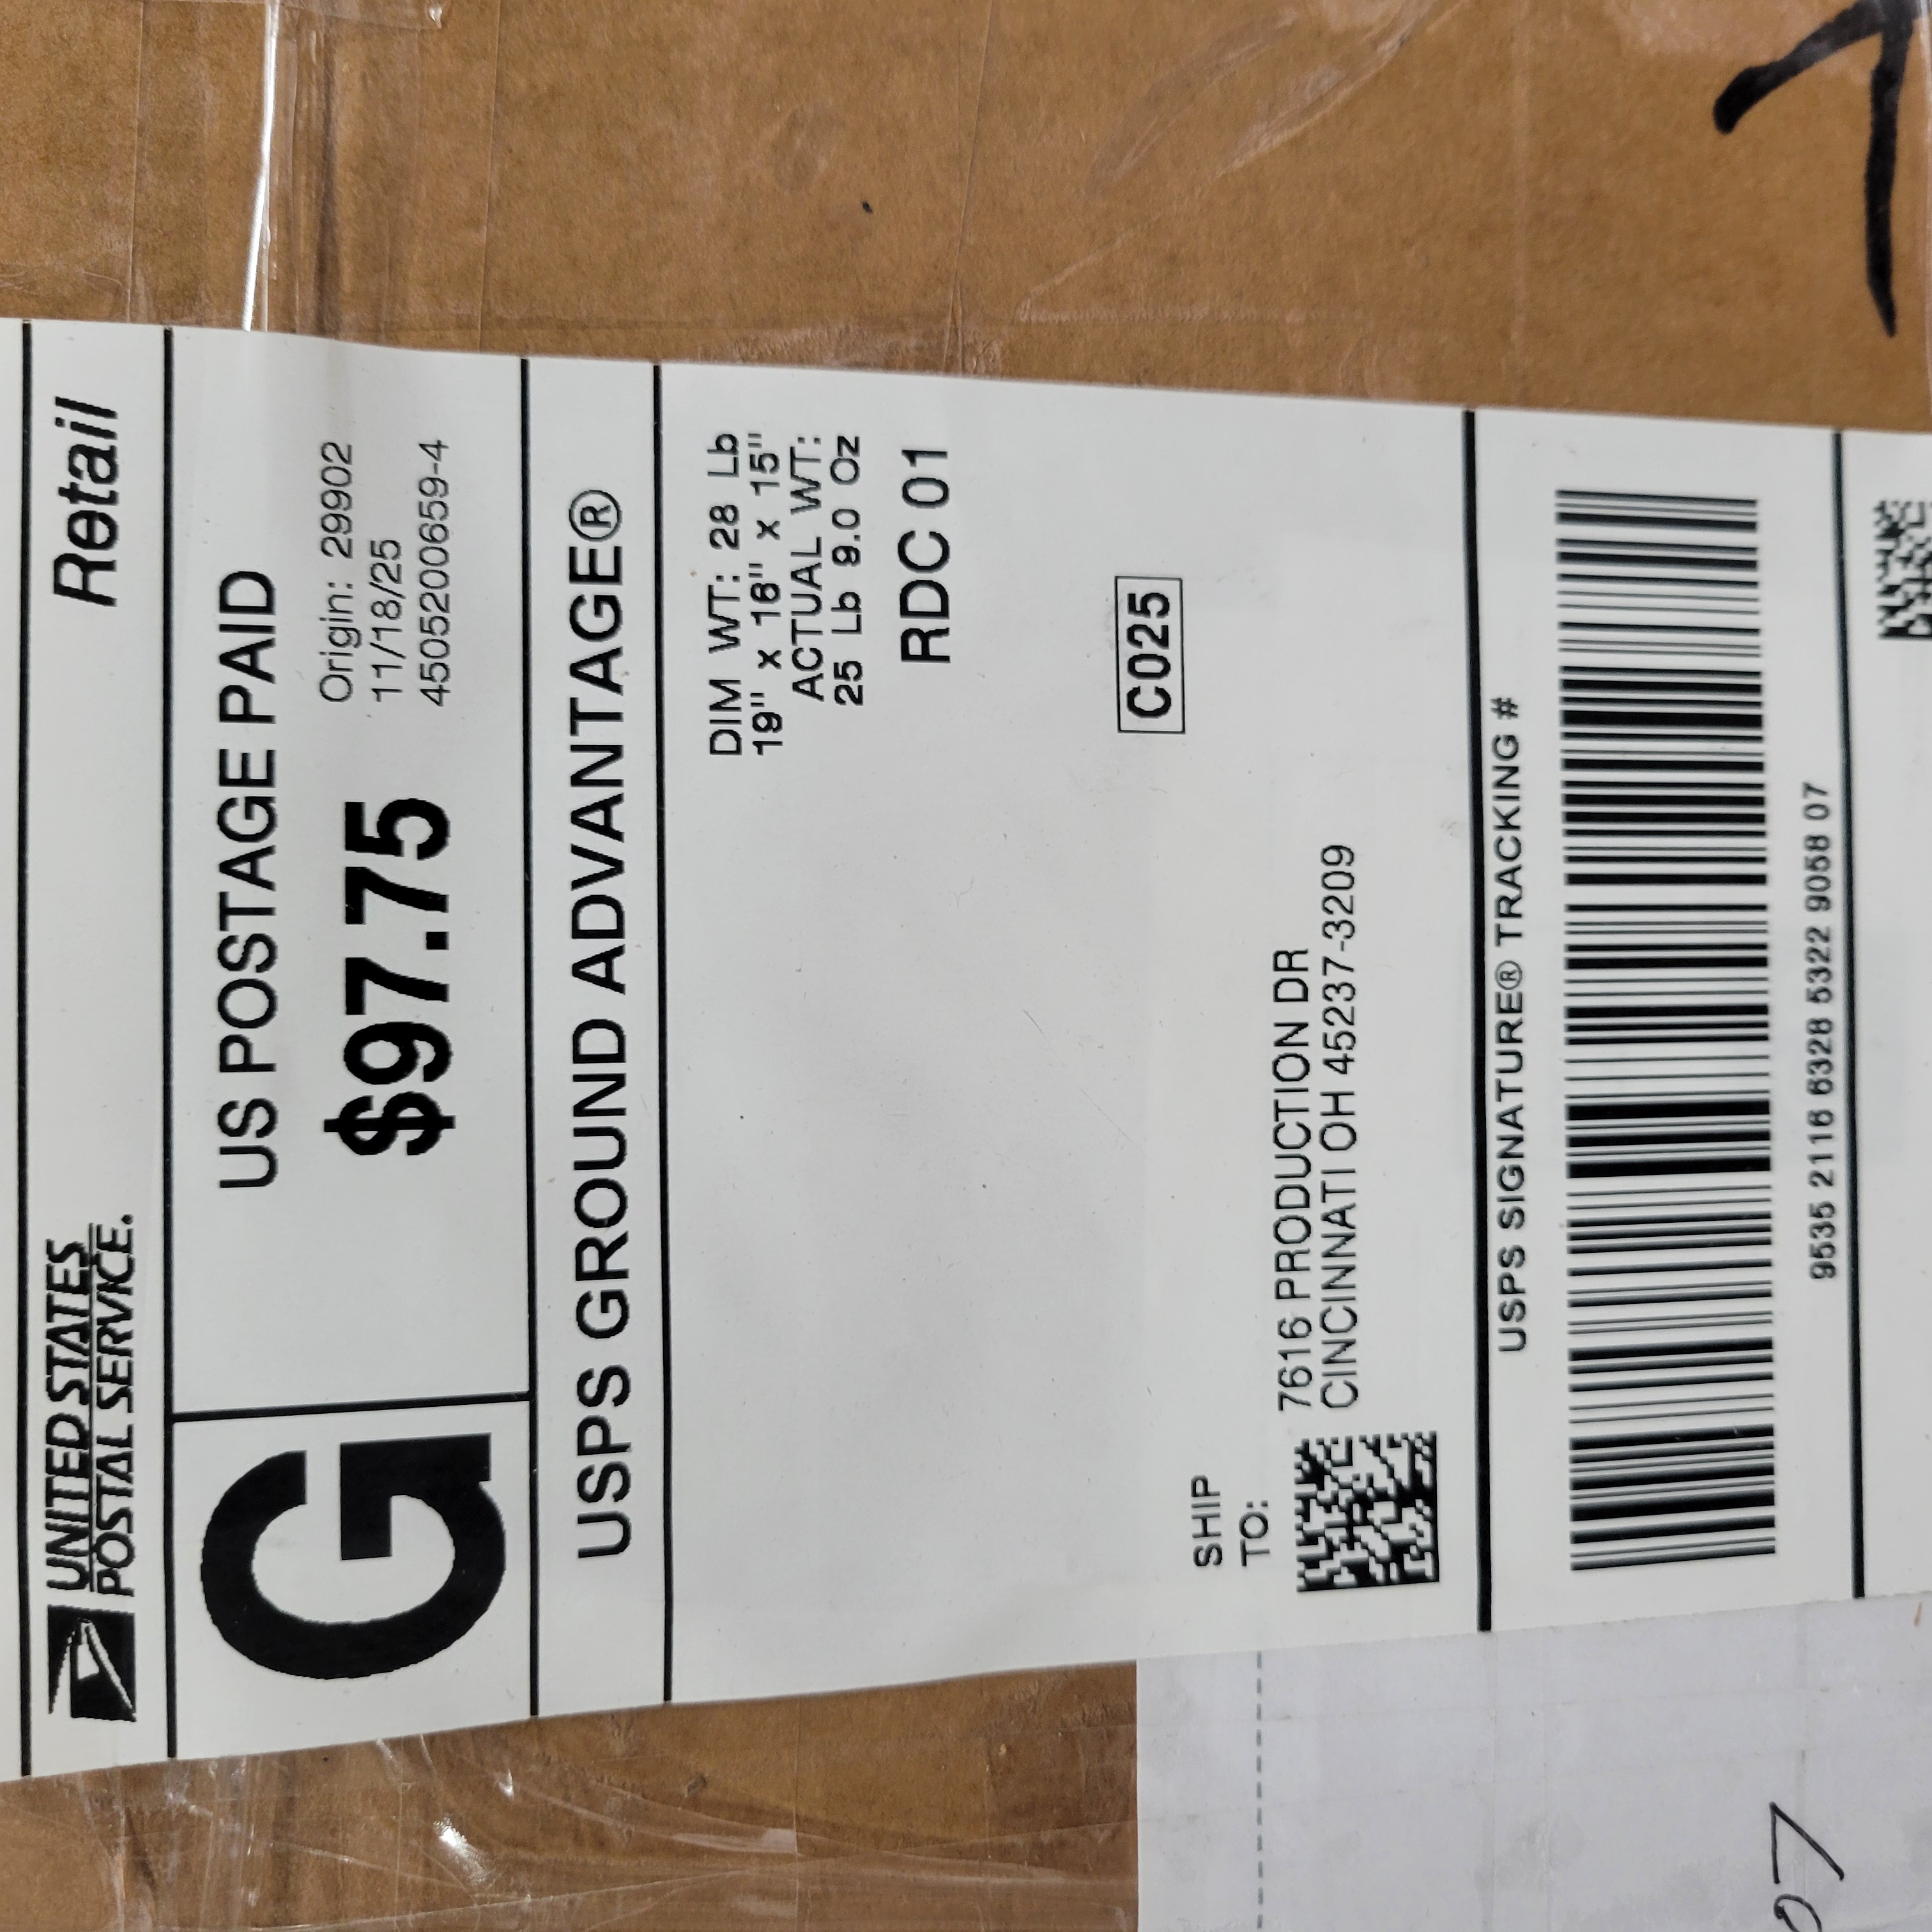 UNITED STATES
POSTAL SERVICE.
Retail
G
US POSTAGE PAID
$97.75
Origin: 29902
11/18/25
4505200659-4
USPS GROUND ADVANTAGE®
DIM WT: 28 Lb
19" x 16" x 15"
ACTUAL WT:
25 Lb 9.0 Oz
RDC 01
C025
SHIP
TO:
7616 PRODUCTION DR
CINCINNATI OH 45237-3209
USPS SIGNATURE® TRACKING #
9535 2116 6328 5322 9058 07